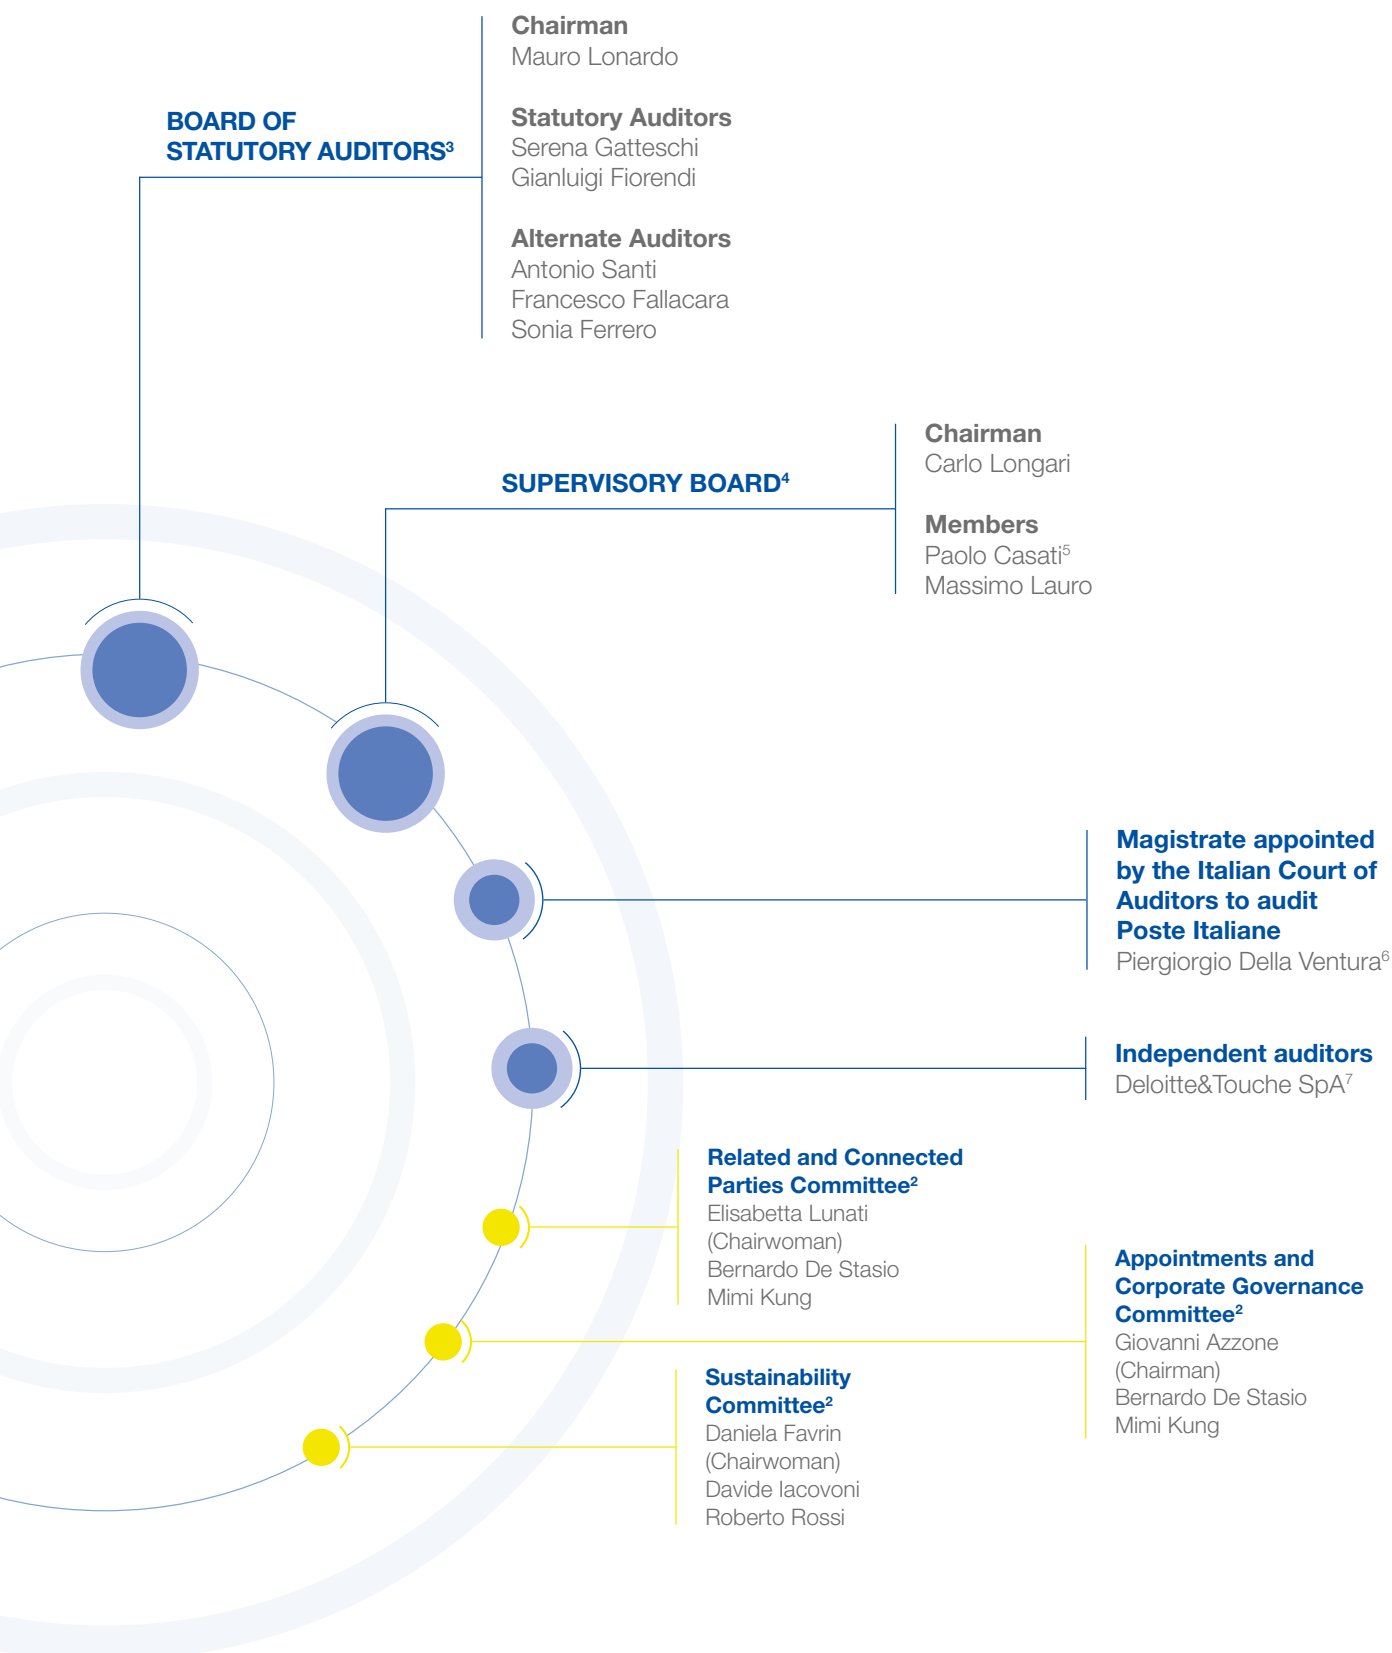 Chairman
Mauro Lonardo
BOARD OF
STATUTORY AUDITORS³
Statutory Auditors
Serena Gatteschi
Gianluigi Fiorendi
Alternate Auditors
Antonio Santi
Francesco Fallacara
Sonia Ferrero
SUPERVISORY BOARD⁴
Chairman
Carlo Longari
Members
Paolo Casati⁵
Massimo Lauro
Magistrate appointed
by the Italian Court of
Auditors to audit
Poste Italiane
Piergiorgio Della Ventura⁶
Independent auditors
Deloitte&Touche SpA⁷
Related and Connected
Parties Committee²
Elisabetta Lunati
(Chairwoman)
Bernardo De Stasio
Mimi Kung
Appointments and
Corporate Governance
Committee²
Giovanni Azzone
(Chairman)
Bernardo De Stasio
Mimi Kung
Sustainability
Committee²
Daniela Favrin
(Chairwoman)
Davide Iacovoni
Roberto Rossi